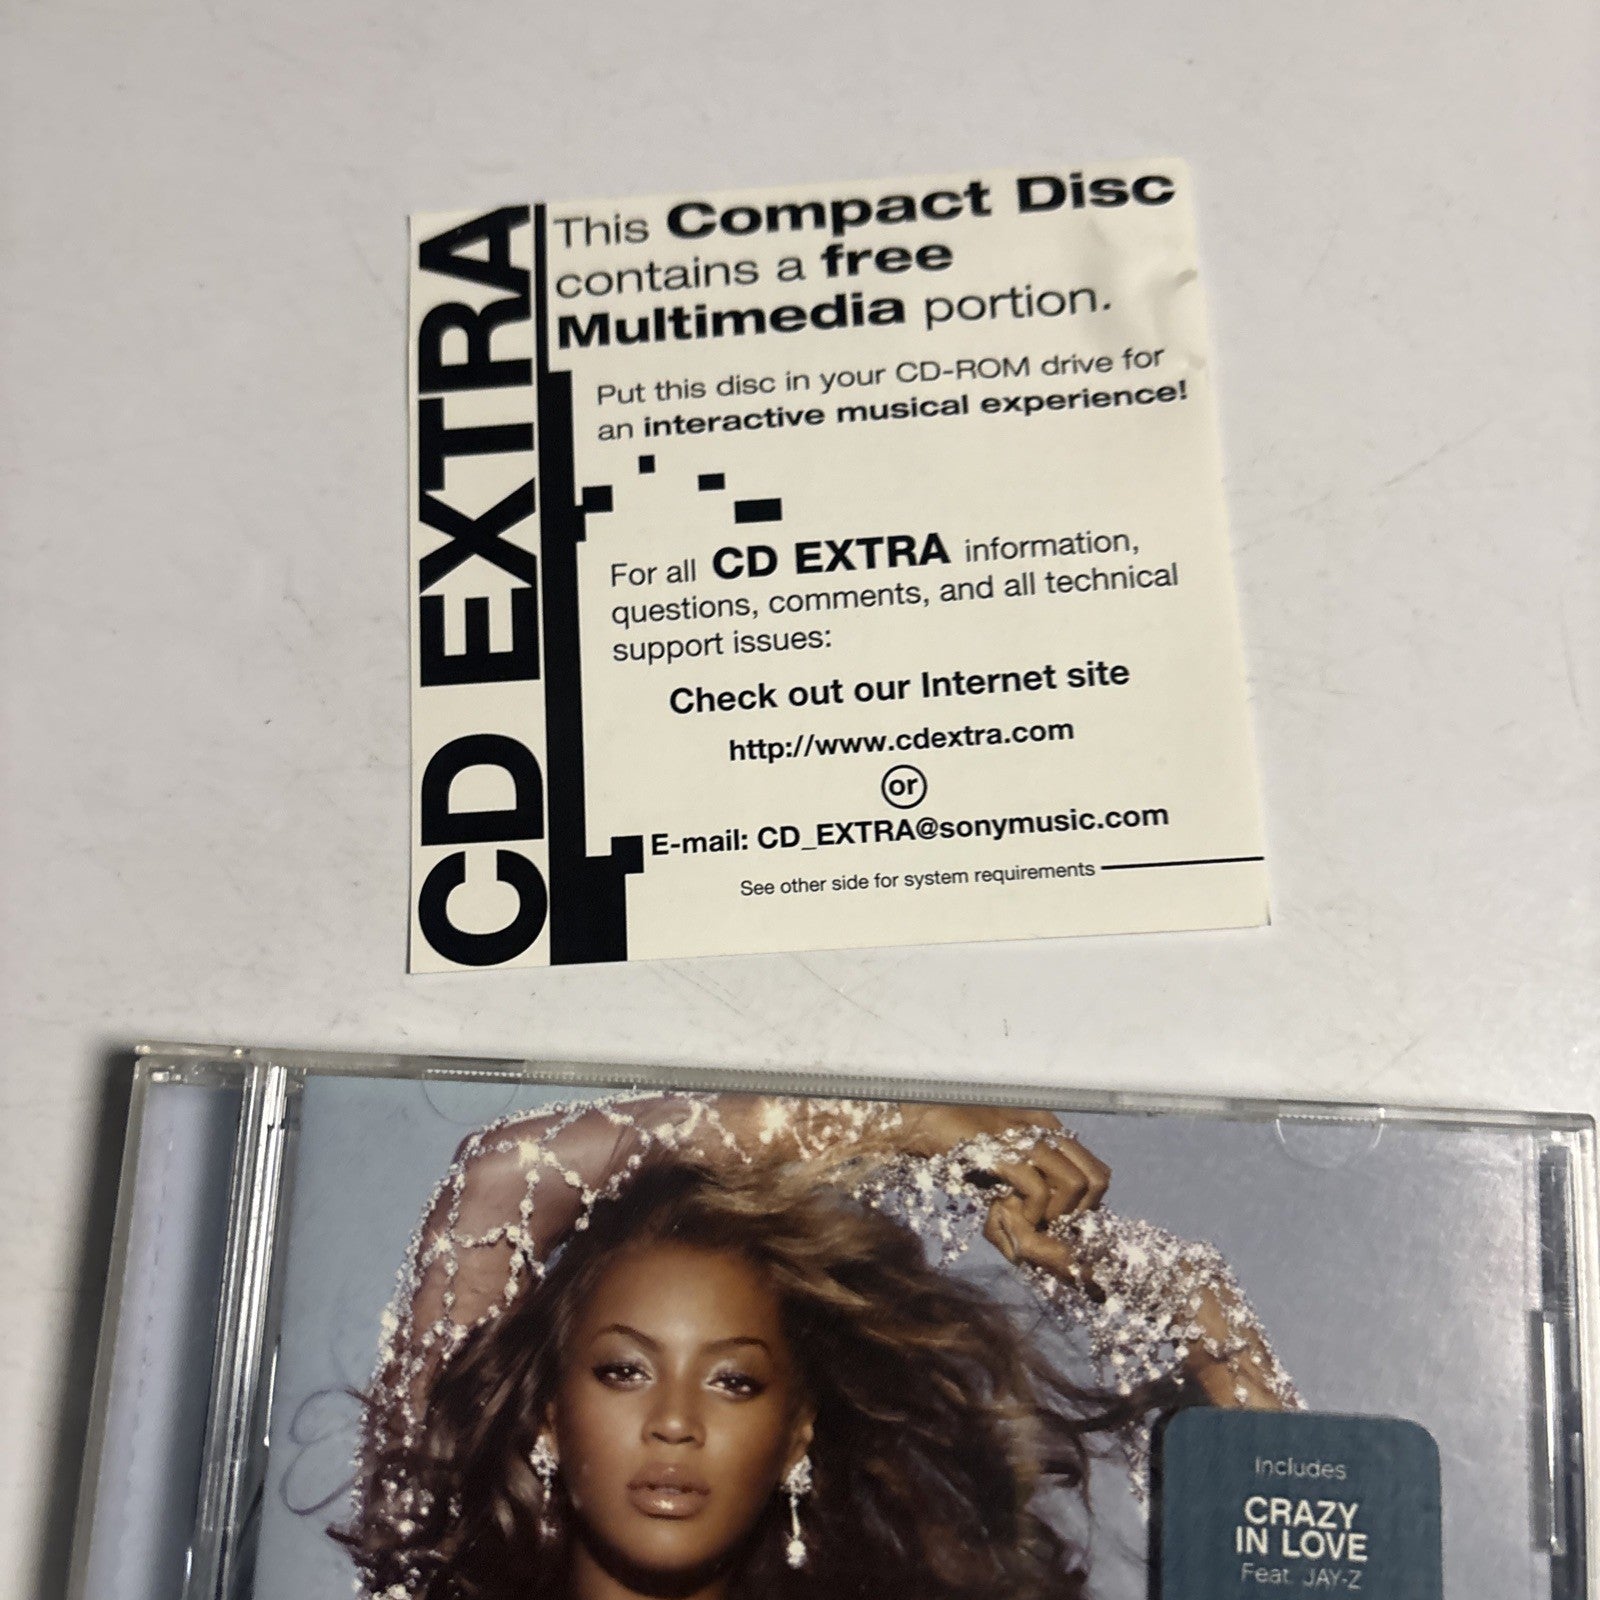 CD EXTRA
This Compact Disc
contains a free
Multimedia portion.
Put this disc in your CD-ROM drive for
an interactive musical experience!
For all CD EXTRA information,
questions, comments, and all technical
support issues:
Check out our Internet site
http://www.cdextra.com
or
E-mail: CD_EXTRA@sonymusic.com
See other side for system requirements
Includes
CRAZY
IN LOVE
Feat. JAY-Z